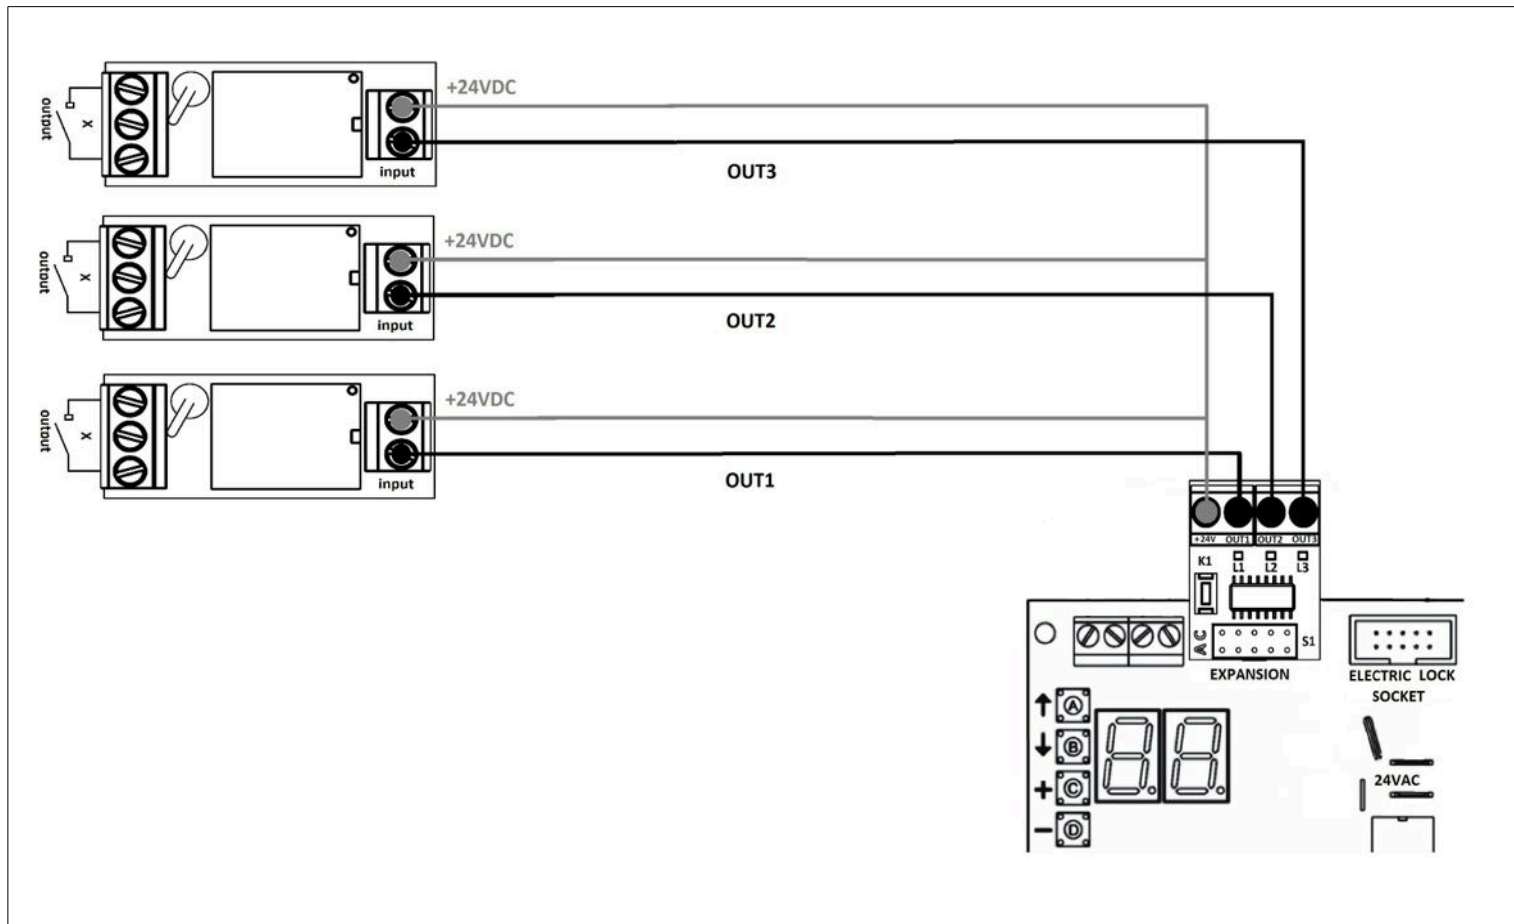 +24VDC
output
X
input
OUT3
+24VDC
output
X
input
OUT2
+24VDC
output
X
input
OUT1
+24V OUT1 OUT2 OUT3
K1 L1 L2 L3
A C S1
EXPANSION
ELECTRIC LOCK
SOCKET
A
B
C
D
24VAC